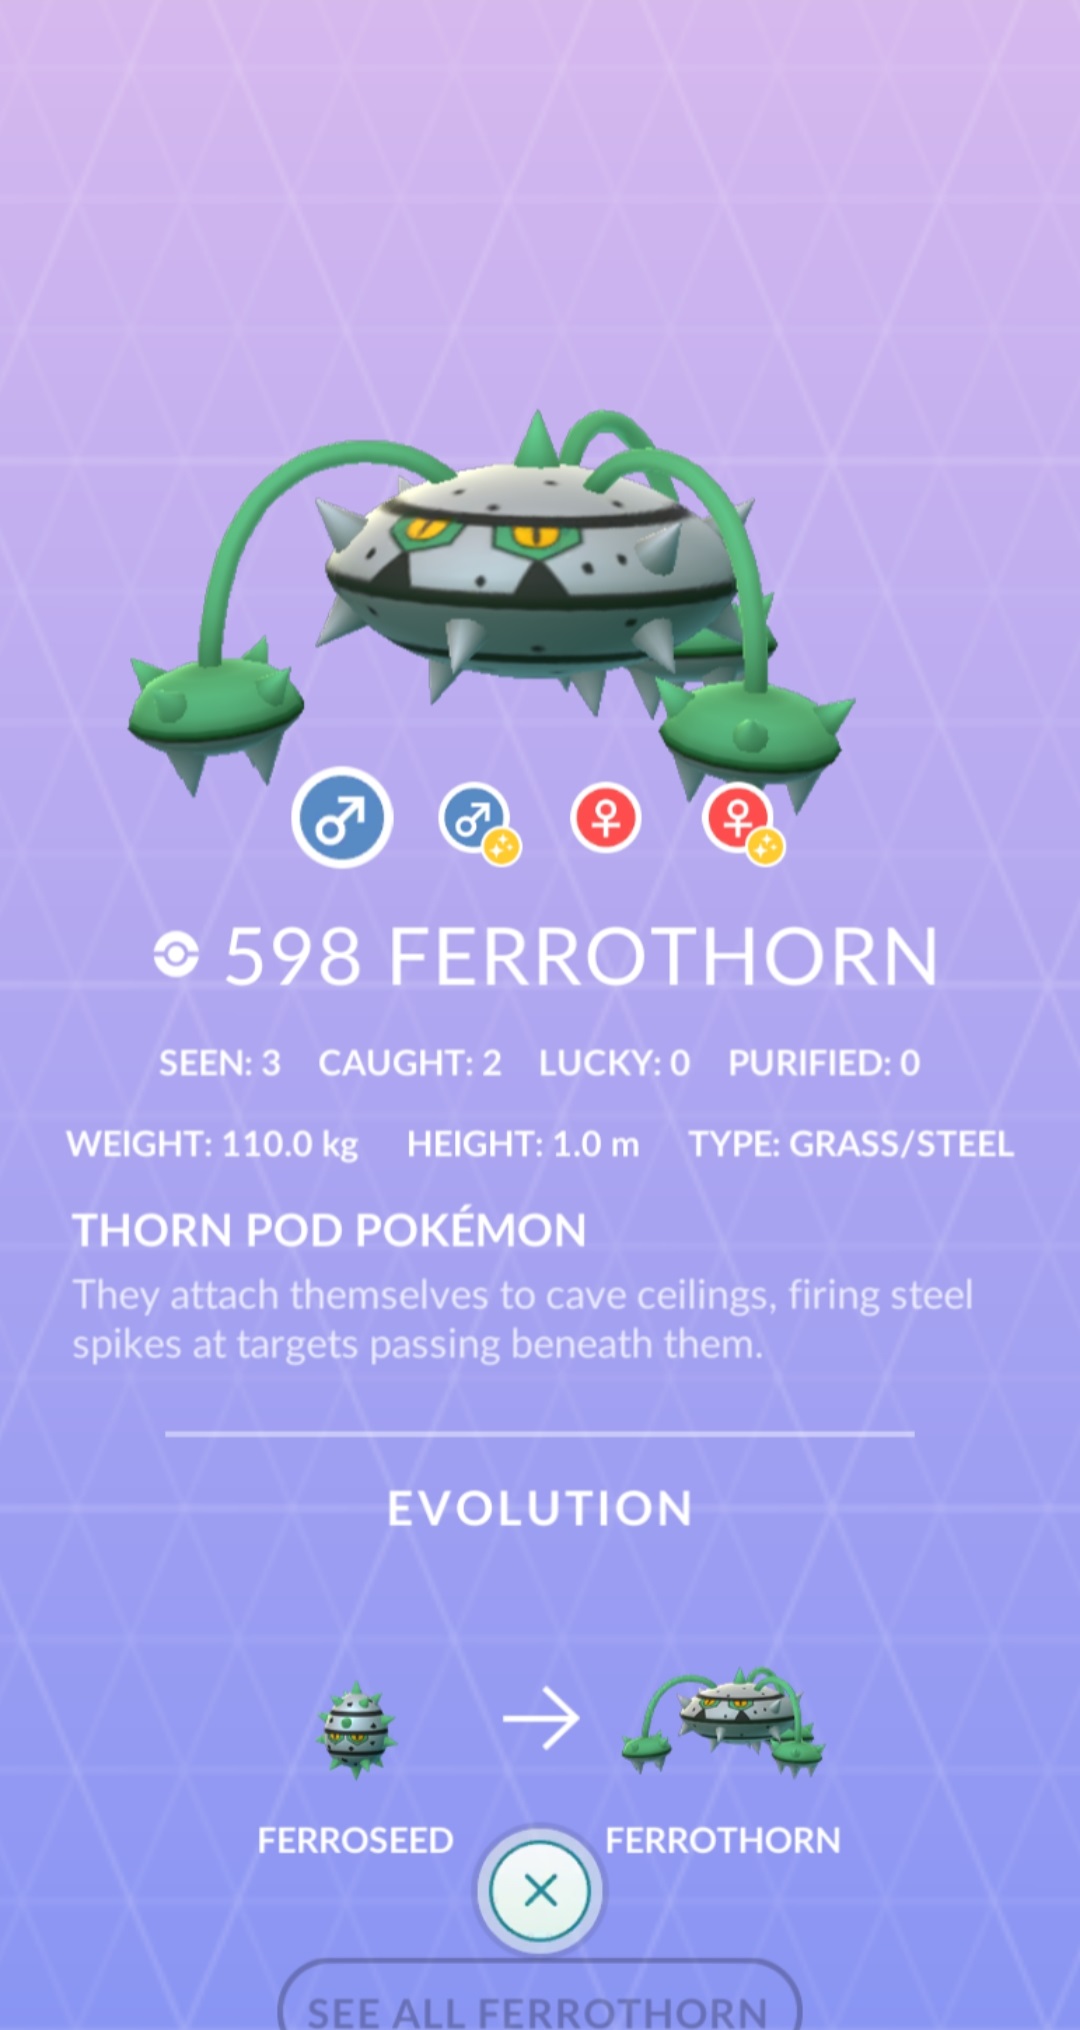 598 FERROTHORN
SEEN: 3 CAUGHT: 2 LUCKY: 0 PURIFIED: 0
WEIGHT: 110.0 kg HEIGHT: 1.0 m TYPE: GRASS/STEEL
THORN POD POKÉMON
They attach themselves to cave ceilings, firing steel
spikes at targets passing beneath them.
EVOLUTION
FERROSEED FERROTHORN
SEE ALL FERROTHORN